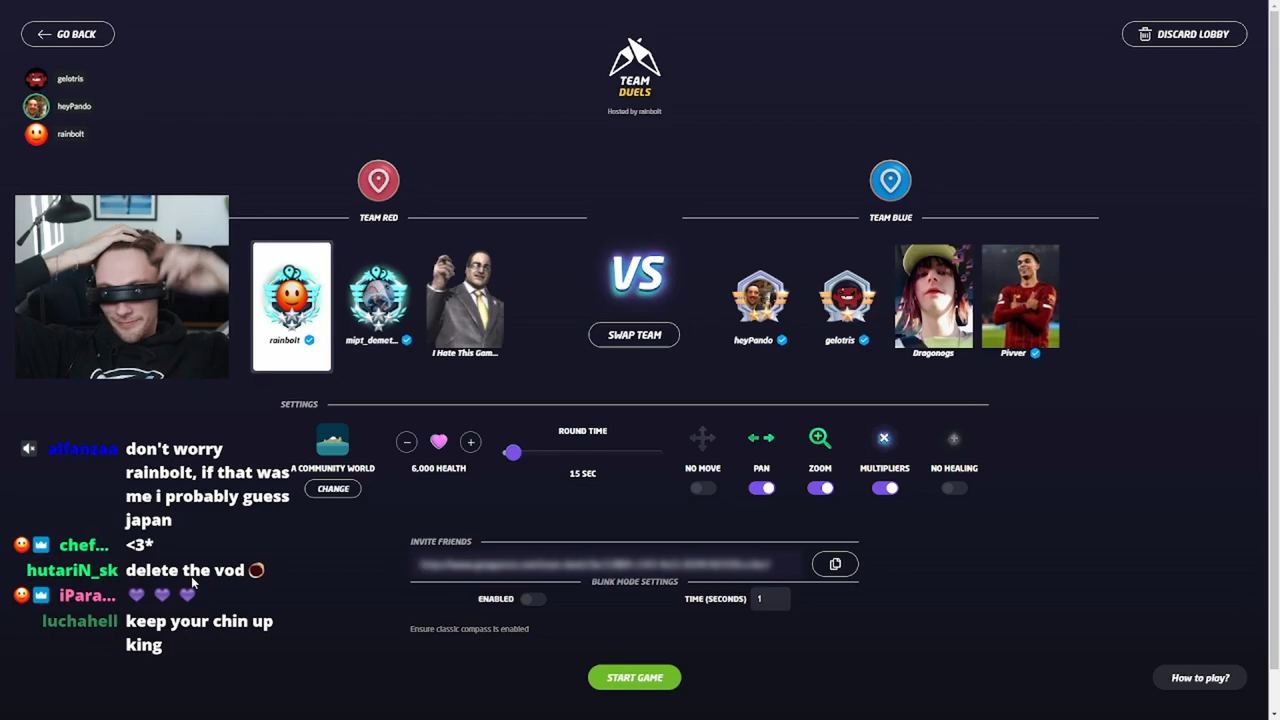 GO BACK
DISCARD LOBBY
gelotris
heyPando
rainbolt
TEAM
DUELS
Hosted by rainbolt
TEAM RED
TEAM BLUE
VS
SWAP TEAM
rainbolt
mipt_demet...
I Hate This Gam...
heyPando
gelotris
Dragonogs
Pivver
SETTINGS
A COMMUNITY WORLD
CHANGE
6,000 HEALTH
ROUND TIME
15 SEC
NO MOVE
PAN
ZOOM
MULTIPLIERS
NO HEALING
alfanzaa don't worry
rainbolt, if that was
me i probably guess
japan
chef... <3*
hutariN_sk delete the vod
iPara... 💜 💜 💜
luchahell keep your chin up
king
INVITE FRIENDS
BLINK MODE SETTINGS
ENABLED
TIME (SECONDS) 1
Ensure classic compass is enabled
START GAME
How to play?